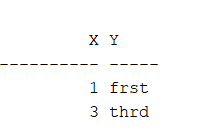 X Y
---------- -----
1 frst
3 thrd